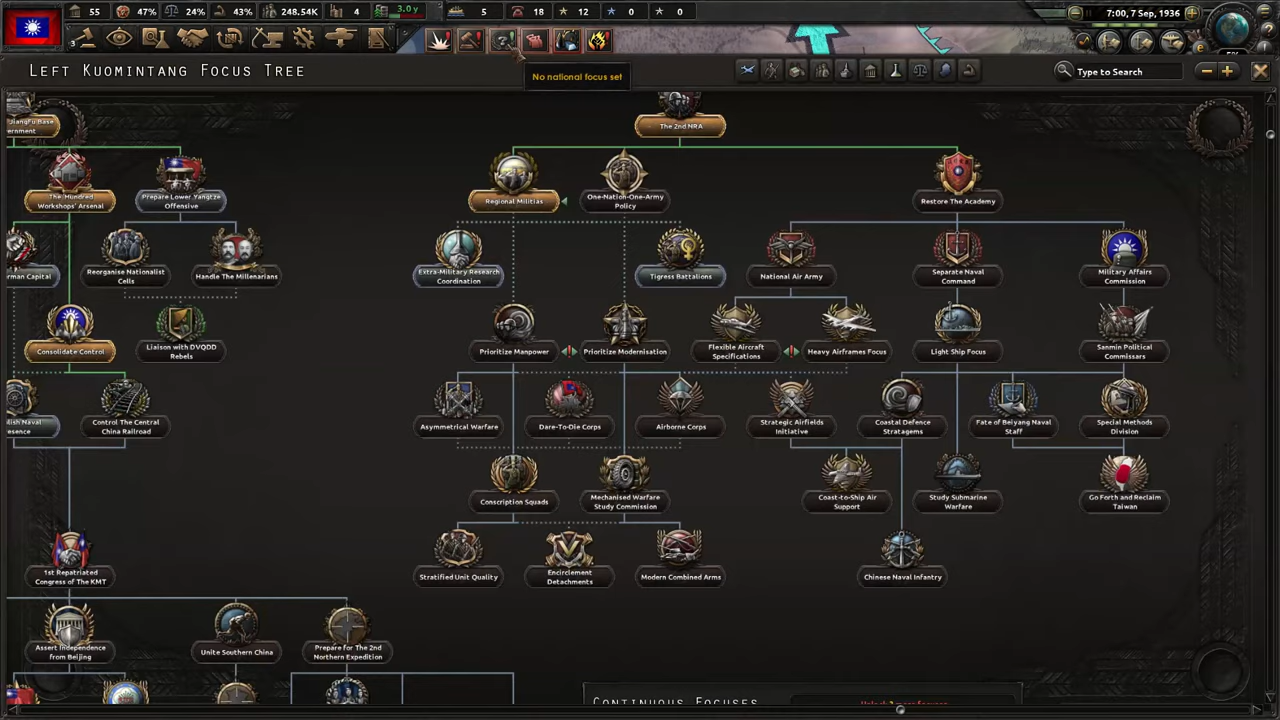 55
47%
24%
43%
248.54K
4
3.0 y
5
18
12
0
0
7:00, 7 Sep, 1936
Left Kuomintang Focus Tree
No national focus set
Type to Search
The 2nd NRA
The Hundred
Workshops' Arsenal
Prepare Lower Yangtze
Offensive
Regional Militias
One-Nation-One-Army
Policy
Restore The Academy
Reorganise Nationalist
Cells
Handle The Millenarians
Extra-Military Research
Coordination
Tigress Battalions
National Air Army
Separate Naval
Command
Military Affairs
Commission
Consolidate Control
Liaison with DVQDD
Rebels
Prioritize Manpower
Prioritize Modernisation
Flexible Aircraft
Specifications
Heavy Airframes Focus
Light Ship Focus
Sanmin Political
Commissars
Control The Central
China Railroad
Asymmetrical Warfare
Dare-To-Die Corps
Airborne Corps
Strategic Airfields
Initiative
Coastal Defence
Stratagems
Fate of Beiyang Naval
Staff
Special Methods
Division
Conscription Squads
Mechanised Warfare
Study Commission
Coast-to-Ship Air
Support
Study Submarine
Warfare
Go Forth and Reclaim
Taiwan
1st Repatriated
Congress of The KMT
Stratified Unit Quality
Encirclement
Detachments
Modern Combined Arms
Chinese Naval Infantry
Assert Independence
from Beijing
Unite Southern China
Prepare for The 2nd
Northern Expedition
Continuous Focuses